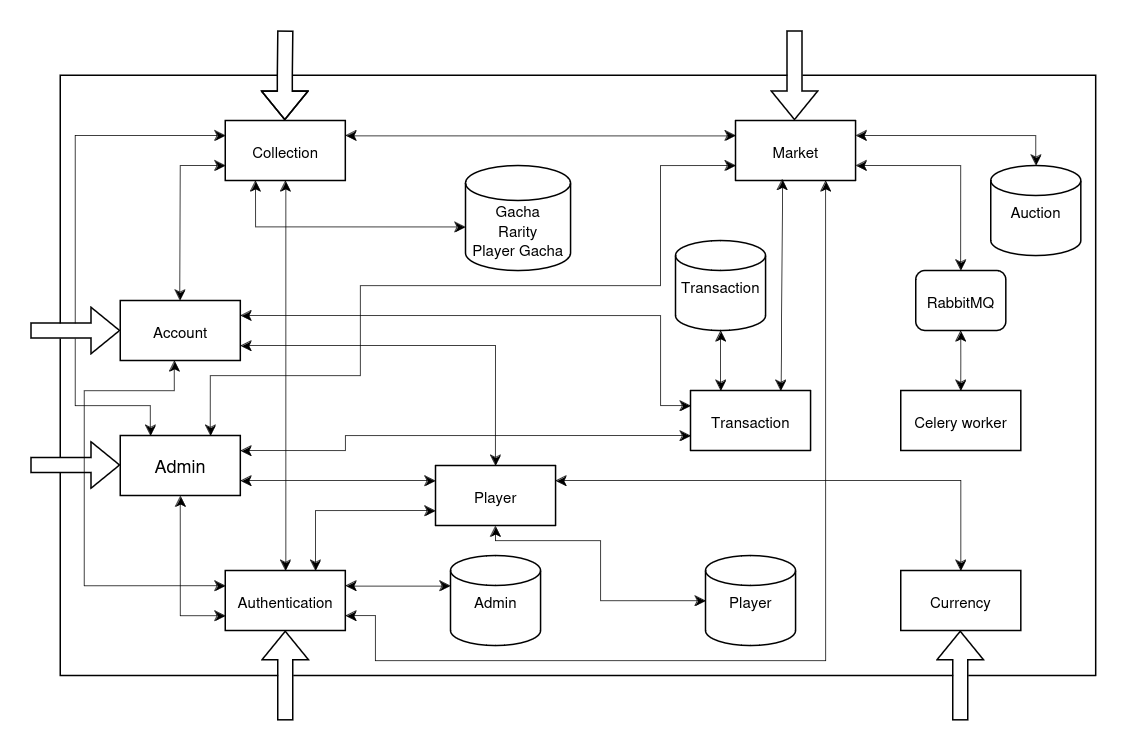 Collection
Market
Gacha
Rarity
Player Gacha
Auction
Transaction
RabbitMQ
Account
Transaction
Celery worker
Admin
Player
Authentication
Admin
Player
Currency